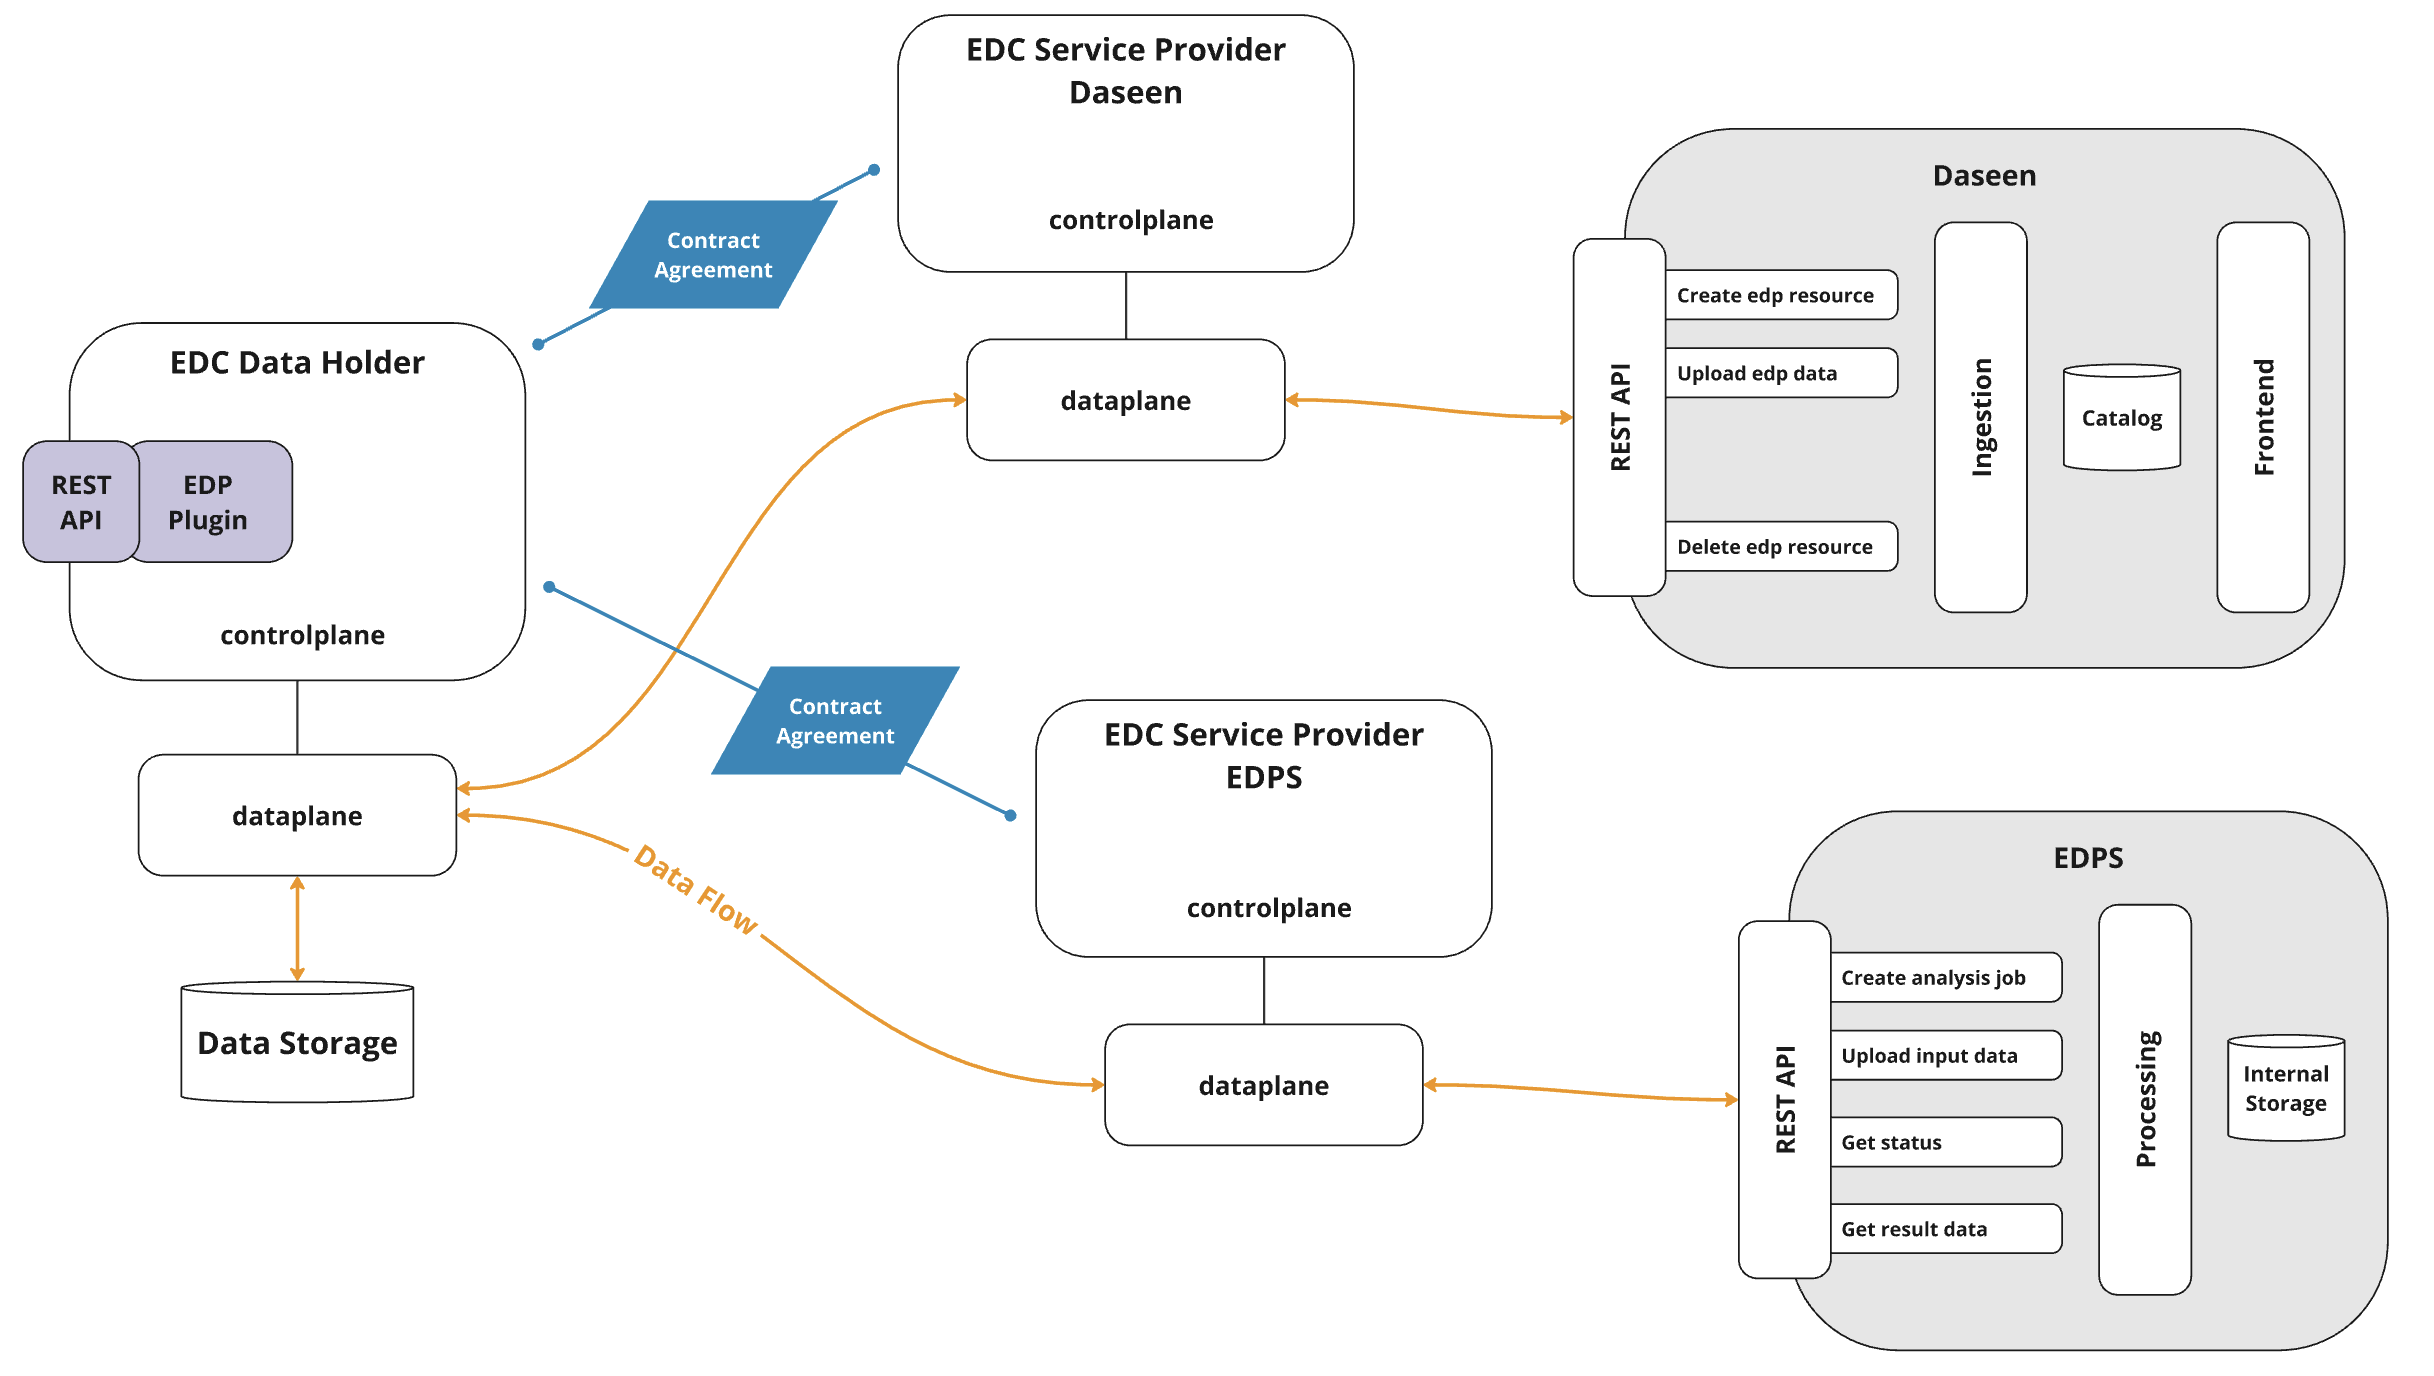 EDC Service Provider
Daseen
controlplane
dataplane
Contract
Agreement
EDC Data Holder
REST
API
EDP
Plugin
controlplane
dataplane
Data Storage
Contract
Agreement
Data Flow
EDC Service Provider
EDPS
controlplane
dataplane
Daseen
REST API
Create edp resource
Upload edp data
Delete edp resource
Ingestion
Catalog
Frontend
EDPS
REST API
Create analysis job
Upload input data
Get status
Get result data
Processing
Internal
Storage